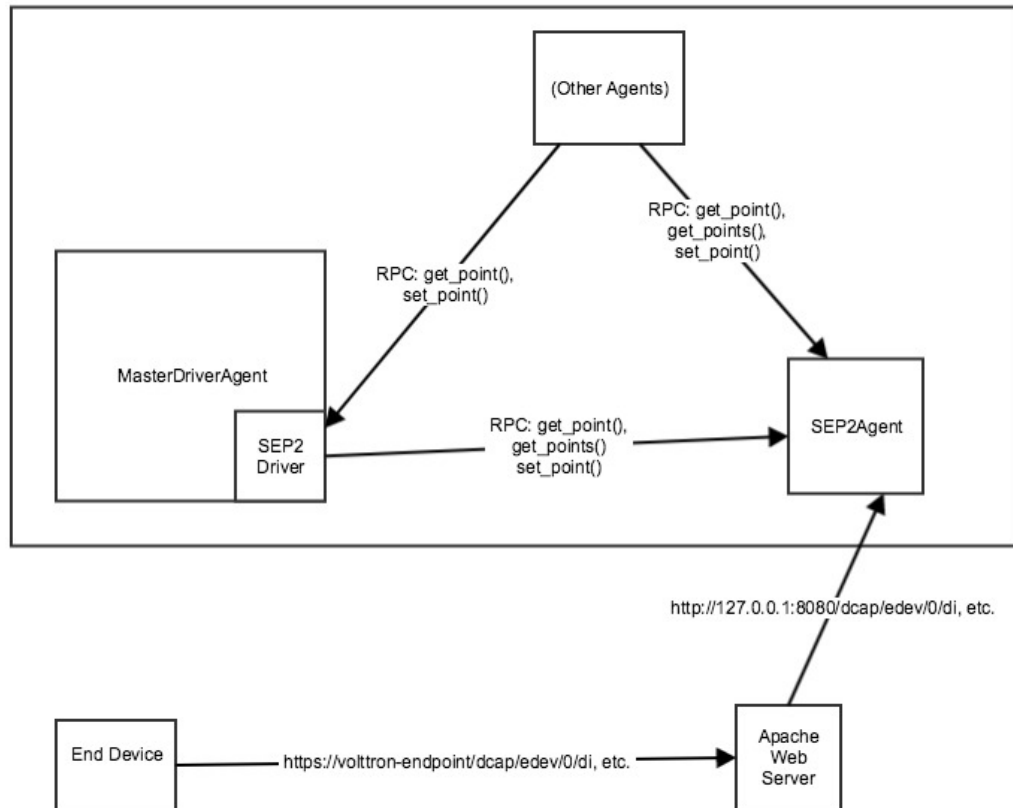 (Other Agents)
RPC: get_point(),
get_points(),
set_point()
RPC: get_point(),
set_point()
MasterDriverAgent
SEP2
Driver
RPC: get_point(),
get_points()
set_point()
SEP2Agent
http://127.0.0.1:8080/dcap/edev/0/di, etc.
End Device
https://volttron-endpoint/dcap/edev/0/di, etc.
Apache
Web
Server